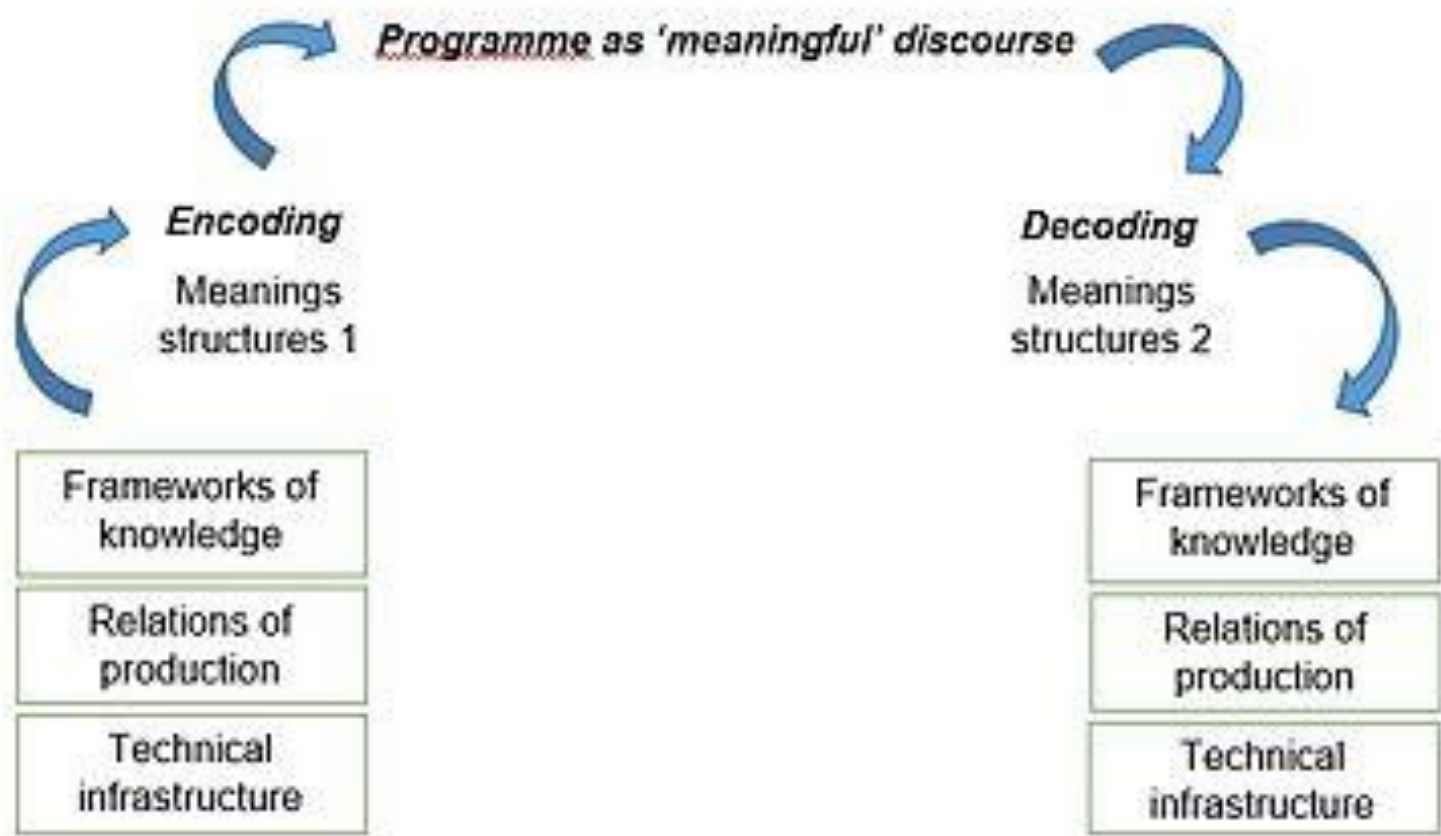 Programme as ‘meaningful’ discourse
Encoding
Meanings
structures 1
Frameworks of
knowledge
Relations of
production
Technical
infrastructure
Decoding
Meanings
structures 2
Frameworks of
knowledge
Relations of
production
Technical
infrastructure